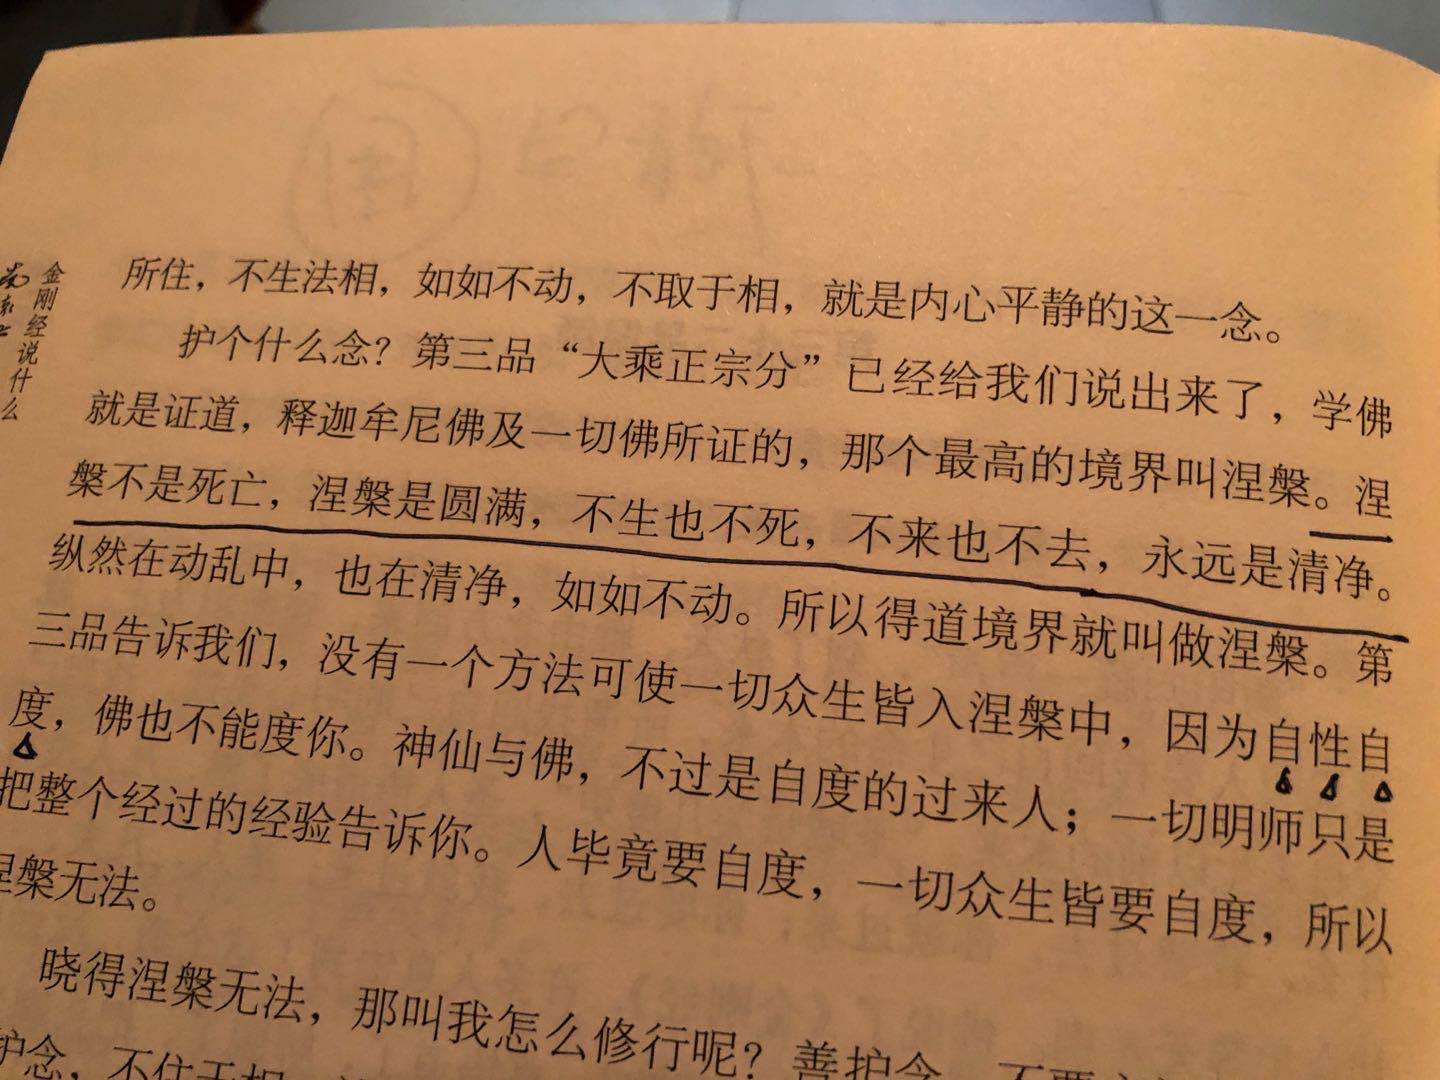 金刚经说什么
所住，不生法相，如如不动，不取于相，就是内心平静的这一念。
护个什么念？第三品“大乘正宗分”已经给我们说出来了，学佛
就是证道，释迦牟尼佛及一切佛所证的，那个最高的境界叫涅槃。涅
槃不是死亡，涅槃是圆满，不生也不死，不来也不去，永远是清净。
纵然在动乱中，也在清净，如如不动。所以得道境界就叫做涅槃。第
三品告诉我们，没有一个方法可使一切众生皆入涅槃中，因为自性自
度，佛也不能度你。神仙与佛，不过是自度的过来人；一切明师只是
把整个经过的经验告诉你。人毕竟要自度，一切众生皆要自度，所以
涅槃无法。
晓得涅槃无法，那叫我怎么修行呢？善护念，不要
护念，不住于相